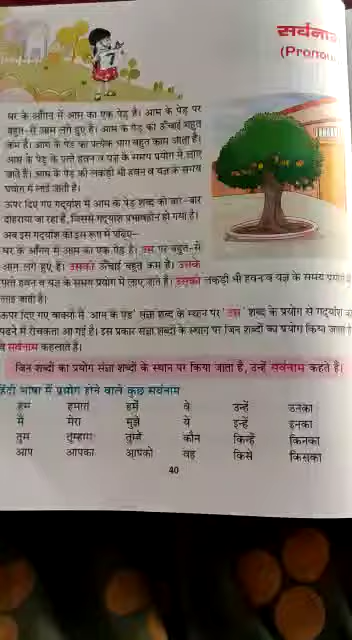 7
सर्वनाम
(Pronoun
घर के आँगन में आम का एक पेड़ है। आम के पेड़ पर
बहुत-से आम लगे हुए हैं। आम के पेड़ की ऊँचाई बहुत
कम है। आम के पेड़ का प्रत्येक भाग बहुत काम आता है।
आम के पेड़ के पत्ते हवन व यज्ञ के समय प्रयोग में लाए
जाते हैं। आम के पेड़ की लकड़ी भी हवन व यज्ञ के समय
प्रयोग में लाई जाती है।
ऊपर दिए गए गद्यांश में आम के पेड़ शब्द को बार-बार
दोहराया जा रहा है, जिससे गद्यांश प्रभावहीन हो गया है।
अब इस गद्यांश को इस रूप में पढ़िए–
घर के आँगन में आम का एक पेड़ है। उस पर बहुत-से
आम लगे हुए हैं। उसकी ऊँचाई बहुत कम है। उसके
पत्ते हवन व यज्ञ के समय प्रयोग में लाए जाते हैं। उसकी लकड़ी भी हवन व यज्ञ के समय प्रयोग में
लाई जाती है।
ऊपर दिए गए वाक्यों में 'आम के पेड़' संज्ञा शब्द के स्थान पर 'उस' शब्द के प्रयोग से गद्यांश को
पढ़ने में रोचकता आ गई है। इस प्रकार संज्ञा शब्दों के स्थान पर जिन शब्दों का प्रयोग किया जाता है
वे सर्वनाम कहलाते हैं।
जिन शब्दों का प्रयोग संज्ञा शब्दों के स्थान पर किया जाता है, उन्हें सर्वनाम कहते हैं।
हिंदी भाषा में प्रयोग होने वाले कुछ सर्वनाम
हम हमारा हमें वे उन्हें उनका
मैं मेरा मुझे ये इन्हें इनका
तुम तुम्हारा तुम्हें कौन किन्हें किनका
आप आपका आपको वह किसे किसका
40